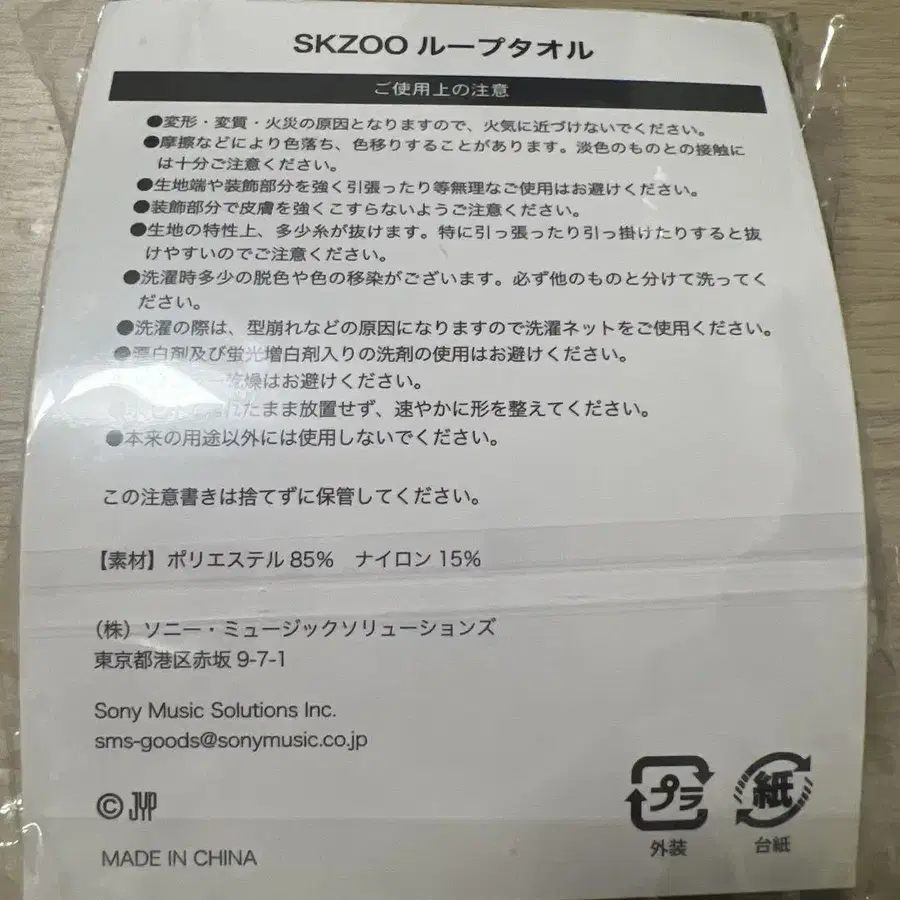 SKZOO ループタオル
ご使用上の注意
●変形・変質・火災の原因となりますので、火気に近づけないでください。
●摩擦などにより色落ち、色移りすることがあります。淡色のものとの接触に
は十分ご注意ください。
●生地端や装飾部分を強く引張ったり等無理なご使用はお避けください。
●装飾部分で皮膚を強くこすらないようご注意ください。
●生地の特性上、多少糸が抜けます。特に引っ張ったり引っ掛けたりすると抜
けやすいのでご注意ください。
●洗濯時多少の脱色や色の移染がございます。必ず他のものと分けて洗ってく
ださい。
●洗濯の際は、型崩れなどの原因になりますので洗濯ネットをご使用ください。
●漂白剤及び蛍光増白剤入りの洗剤の使用はお避けください。
乾燥はお避けください。
たまま放置せず、速やかに形を整えてください。
●本来の用途以外には使用しないでください。
この注意書きは捨てずに保管してください。
【素材】ポリエステル 85% ナイロン 15%
（株）ソニー・ミュージックソリューションズ
東京都港区赤坂 9-7-1
Sony Music Solutions Inc.
sms-goods@sonymusic.co.jp
© JYP
MADE IN CHINA
プラ
外装
紙
台紙